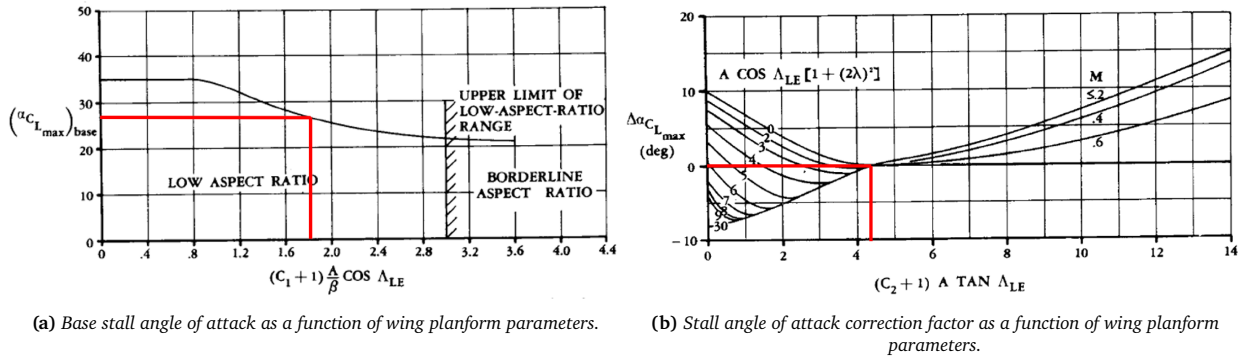 50
40
30
20
10
0
(αC_Lmax)base
UPPER LIMIT OF
LOW-ASPECT-RATIO
RANGE
LOW ASPECT RATIO
BORDERLINE
ASPECT RATIO
0 .4 .8 1.2 1.6 2.0 2.4 2.8 3.2 3.6 4.0 4.4
(C₁ + 1) A/β COS Λ_LE
(a) Base stall angle of attack as a function of wing planform parameters.
20
10
0
-10
ΔαC_Lmax
(deg)
A COS Λ_LE [1 + (2λ)²]
M
≤.2
.4
.6
0
2
3
4
5
6
7
8
9
30
0 2 4 6 8 10 12 14
(C₂ + 1) A TAN Λ_LE
(b) Stall angle of attack correction factor as a function of wing planform
parameters.